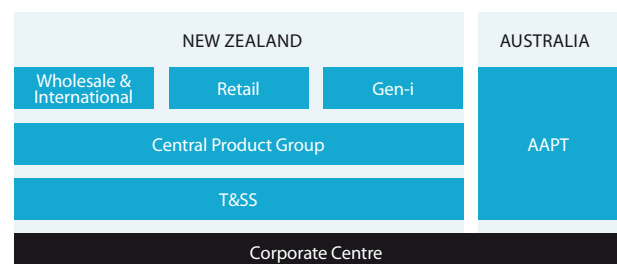 NEW ZEALAND
AUSTRALIA
Wholesale &
International
Retail
Gen-i
Central Product Group
AAPT
T&SS
Corporate Centre